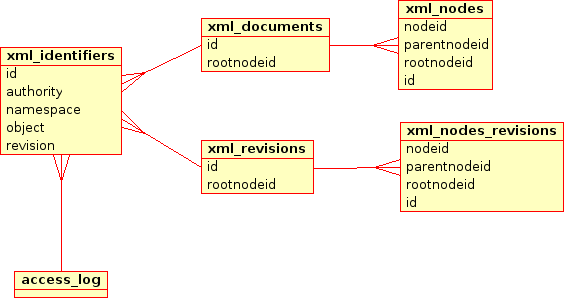 xml_identifiers
id
authority
namespace
object
revision
xml_documents
id
rootnodeid
xml_nodes
nodeid
parentnodeid
rootnodeid
id
xml_revisions
id
rootnodeid
xml_nodes_revisions
nodeid
parentnodeid
rootnodeid
id
access_log